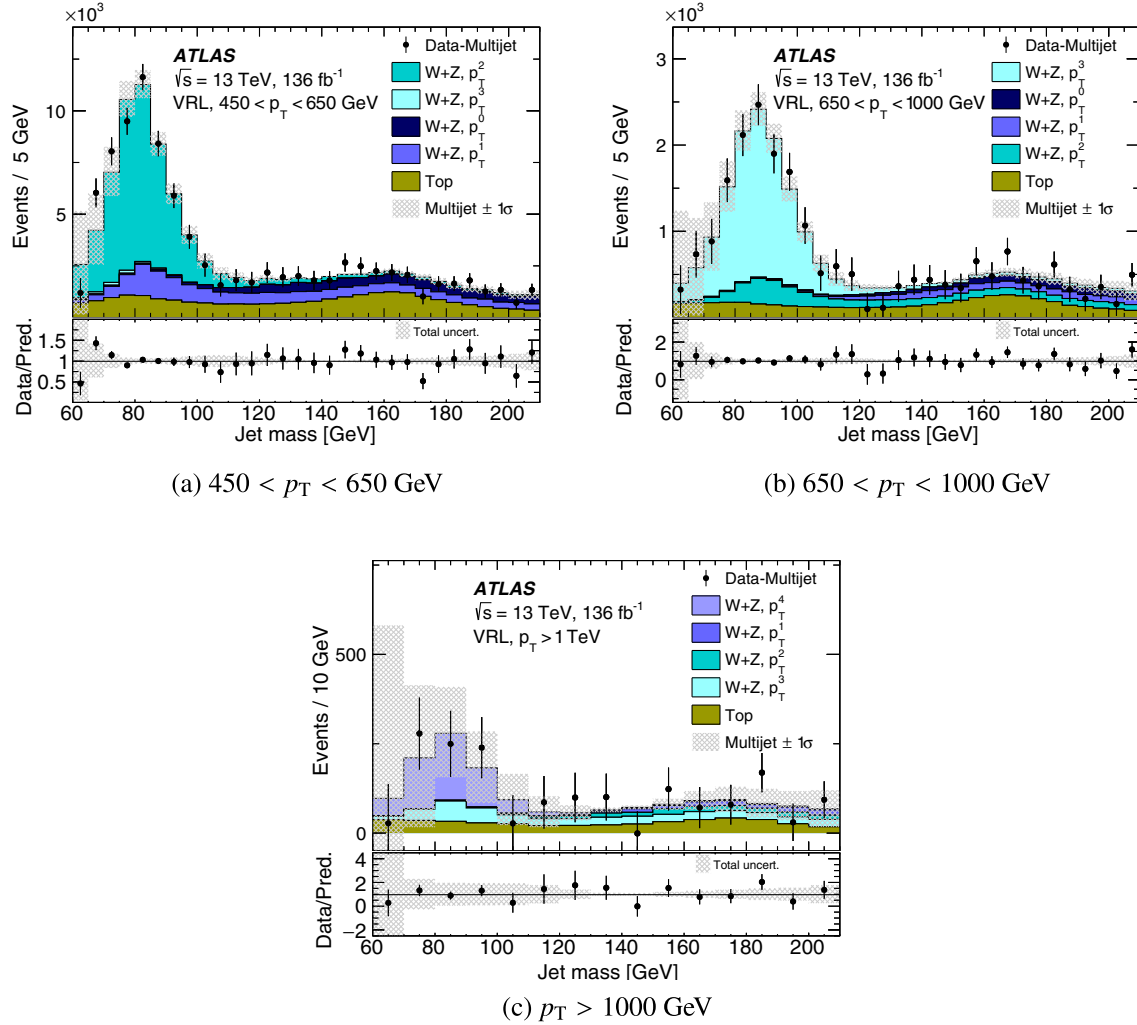 ×10³
ATLAS
√s = 13 TeV, 136 fb⁻¹
VRL, 450 < p_T < 650 GeV
Data-Multijet
W+Z, p_T^2
W+Z, p_T^3
W+Z, p_T^0
W+Z, p_T^1
Top
Multijet ± 1σ
Events / 5 GeV
10
5
Total uncert.
Data/Pred.
1.5
1
0.5
60 80 100 120 140 160 180 200
Jet mass [GeV]
(a) 450 < p_T < 650 GeV
×10³
ATLAS
√s = 13 TeV, 136 fb⁻¹
VRL, 650 < p_T < 1000 GeV
Data-Multijet
W+Z, p_T^3
W+Z, p_T^0
W+Z, p_T^1
W+Z, p_T^2
Top
Multijet ± 1σ
Events / 5 GeV
3
2
1
Total uncert.
Data/Pred.
2
0
60 80 100 120 140 160 180 200
Jet mass [GeV]
(b) 650 < p_T < 1000 GeV
ATLAS
√s = 13 TeV, 136 fb⁻¹
VRL, p_T > 1 TeV
Data-Multijet
W+Z, p_T^4
W+Z, p_T^1
W+Z, p_T^2
W+Z, p_T^3
Top
Multijet ± 1σ
Events / 10 GeV
500
0
Total uncert.
Data/Pred.
4
2
0
−2
60 80 100 120 140 160 180 200
Jet mass [GeV]
(c) p_T > 1000 GeV